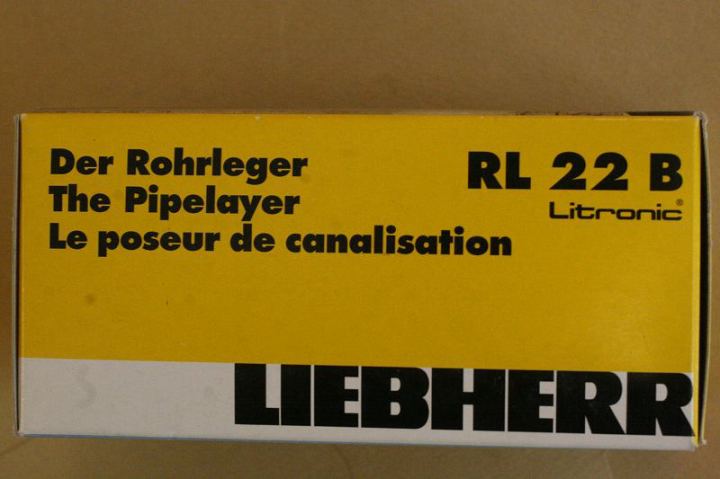 Der Rohrleger
The Pipelayer
Le poseur de canalisation
RL 22 B
Litronic®
LIEBHERR